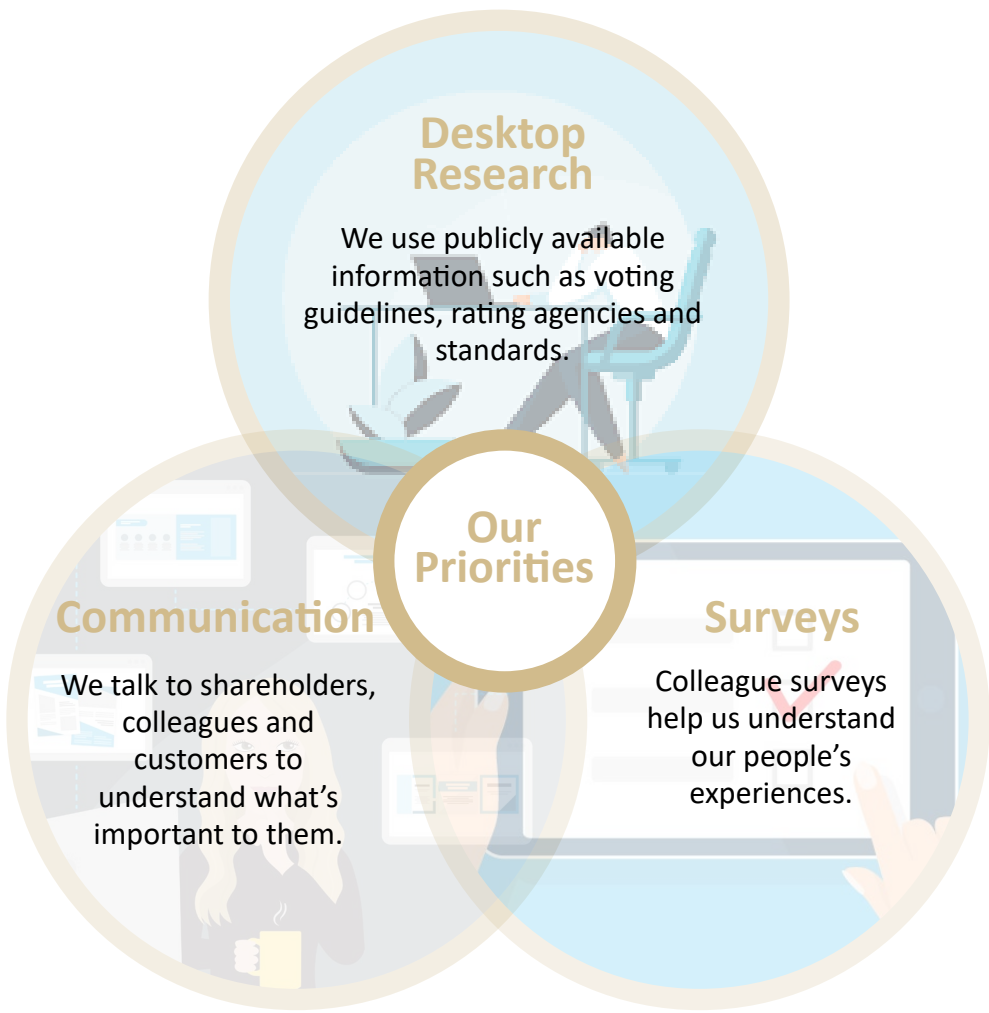 Desktop
Research
We use publicly available
information such as voting
guidelines, rating agencies and
standards.
Our
Priorities
Communication
We talk to shareholders,
colleagues and
customers to
understand what’s
important to them.
Surveys
Colleague surveys
help us understand
our people’s
experiences.